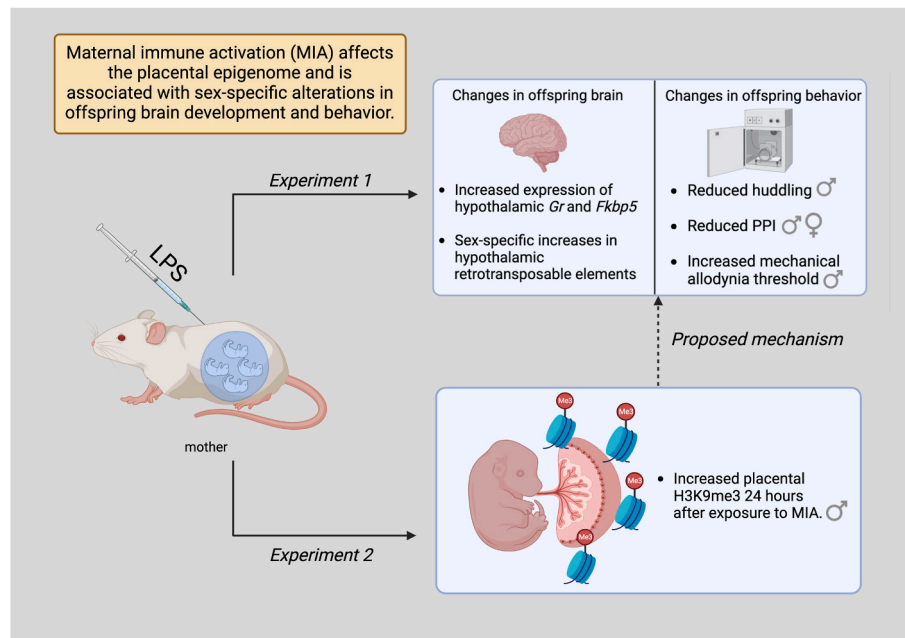 Maternal immune activation (MIA) affects
the placental epigenome and is
associated with sex-specific alterations in
offspring brain development and behavior.
Experiment 1
Changes in offspring brain
• Increased expression of
hypothalamic Gr and Fkbp5
• Sex-specific increases in
hypothalamic
retrotransposable elements
Changes in offspring behavior
• Reduced huddling ♂
• Reduced PPI ♂♀
• Increased mechanical
allodynia threshold ♂
LPS
mother
Proposed mechanism
Experiment 2
Me3
Me3
Me3
Me3
• Increased placental
H3K9me3 24 hours
after exposure to MIA. ♂